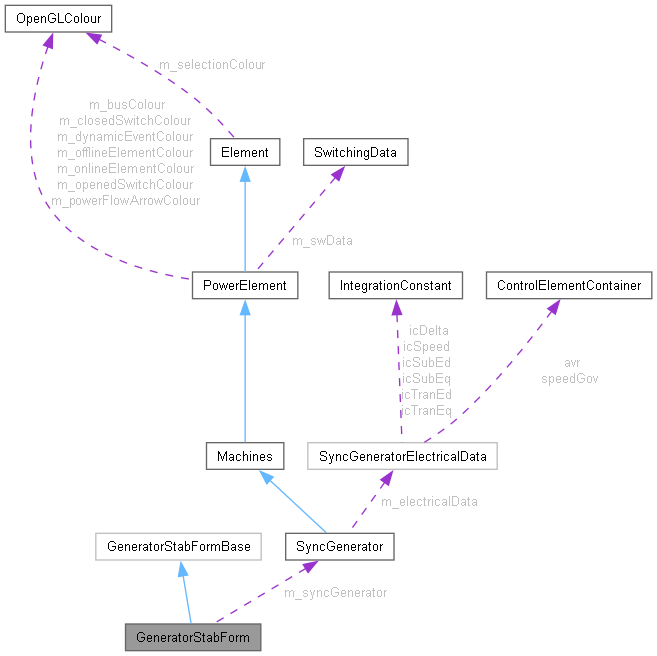 OpenGLColour
m_selectionColour
m_busColour
m_closedSwitchColour
m_dynamicEventColour
m_offlineElementColour
m_onlineElementColour
m_openedSwitchColour
m_powerFlowArrowColour
Element
SwitchingData
m_swData
PowerElement
IntegrationConstant
ControlElementContainer
icDelta
icSpeed
icSubEd
icSubEq
icTranEd
icTranEq
avr
speedGov
Machines
SyncGeneratorElectricalData
m_electricalData
GeneratorStabFormBase
SyncGenerator
m_syncGenerator
GeneratorStabForm